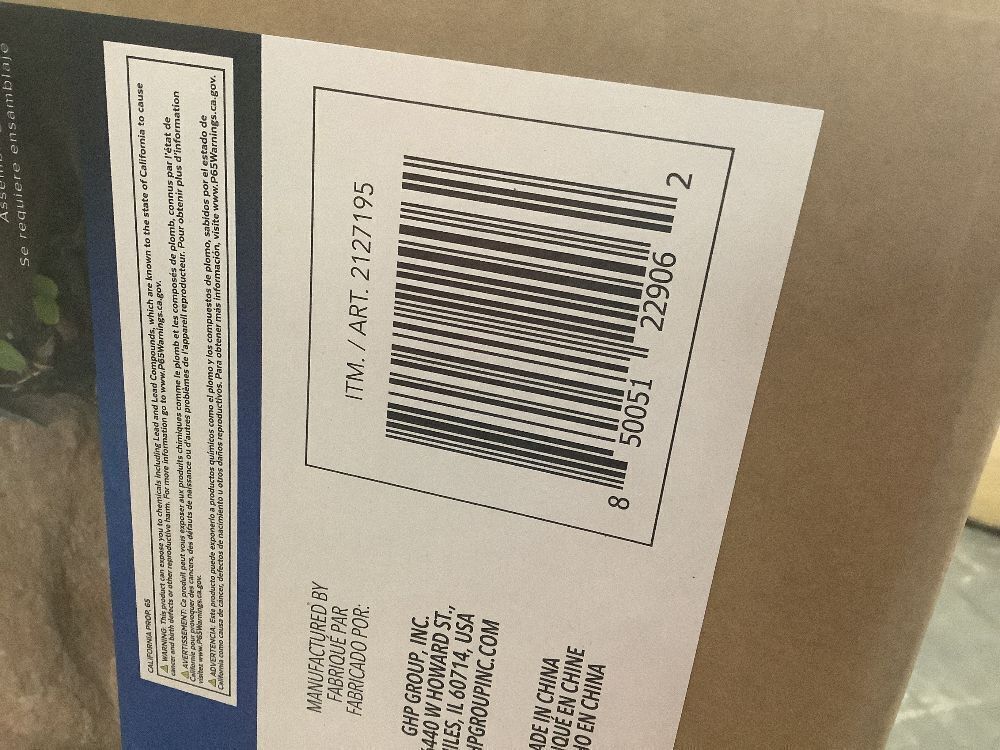 Se requiere ensamblaje
CALIFORNIA PROP. 65
⚠ WARNING: This product can expose you to chemicals including Lead and Lead Compounds, which are known to the state of California to cause
cancer and birth defects or other reproductive harm. For more information go to www.P65Warnings.ca.gov.
⚠ AVERTISSEMENT: Ce produit peut vous exposer aux produits chimiques comme le plomb et les composés de plomb, connus par l'état de
Californie pour provoquer des cancers, des défauts de naissance ou d'autres problèmes de l'appareil reproducteur. Pour obtenir plus d'information
visitez www.P65Warnings.ca.gov.
⚠ ADVERTENCIA: Este producto puede exponerlo a productos químicos como el plomo y los compuestos de plomo, sabidos por el estado de
California como causa de cáncer, defectos de nacimiento u otros daños reproductivos. Para obtener más información, visite www.P65Warnings.ca.gov.
ITM. / ART. 2127195
8 50051 22906 2
MANUFACTURED BY
FABRIQUÉ PAR
FABRICADO POR:
GHP GROUP, INC.
440 W HOWARD ST.,
ILES, IL 60714, USA
HPGROUPINC.COM
ADE IN CHINA
IQUÉ EN CHINE
HO EN CHINA